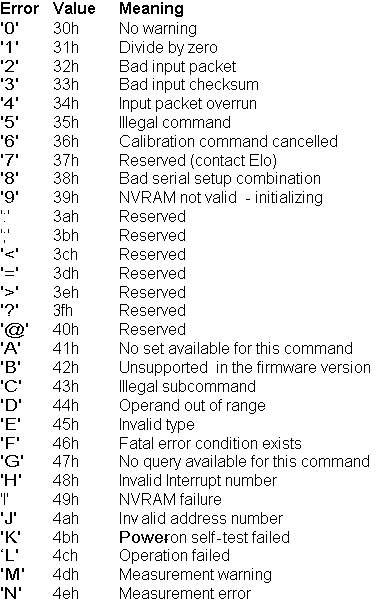 Error Value Meaning
'0' 30h No warning
'1' 31h Divide by zero
'2' 32h Bad input packet
'3' 33h Bad input checksum
'4' 34h Input packet overrun
'5' 35h Illegal command
'6' 36h Calibration command cancelled
'7' 37h Reserved (contact Elo)
'8' 38h Bad serial setup combination
'9' 39h NVRAM not valid - initializing
':' 3ah Reserved
';' 3bh Reserved
'<' 3ch Reserved
'=' 3dh Reserved
'>' 3eh Reserved
'?' 3fh Reserved
'@' 40h Reserved
'A' 41h No set available for this command
'B' 42h Unsupported in the firmware version
'C' 43h Illegal subcommand
'D' 44h Operand out of range
'E' 45h Invalid type
'F' 46h Fatal error condition exists
'G' 47h No query available for this command
'H' 48h Invalid Interrupt number
'I' 49h NVRAM failure
'J' 4ah Invalid address number
'K' 4bh Power-on self-test failed
'L' 4ch Operation failed
'M' 4dh Measurement warning
'N' 4eh Measurement error